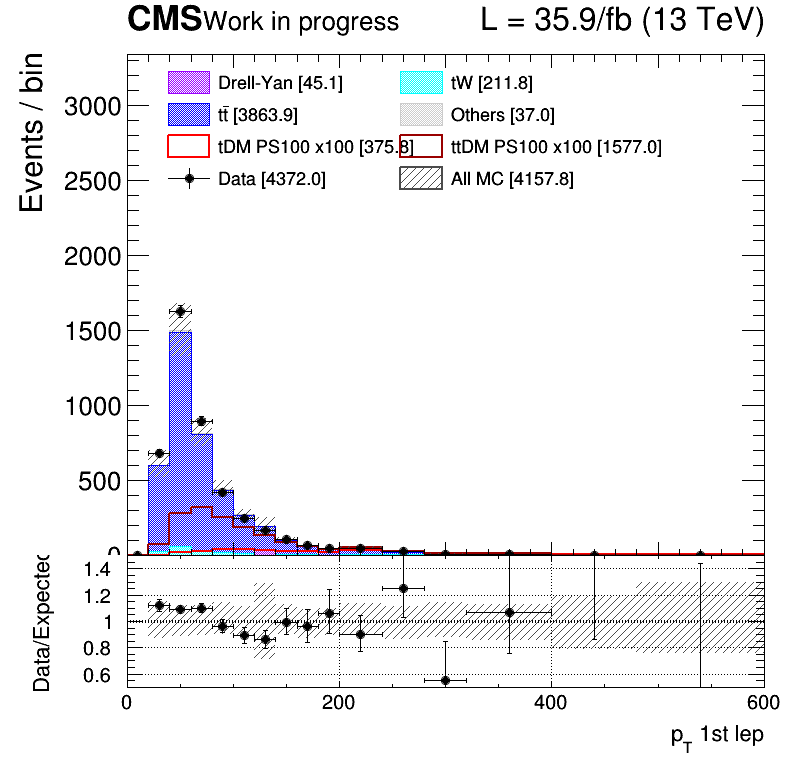 CMS Work in progress L = 35.9/fb (13 TeV)
Events / bin
Drell-Yan [45.1] tW [211.8]
tt̄ [3863.9] Others [37.0]
tDM PS100 x100 [375.8] ttDM PS100 x100 [1577.0]
Data [4372.0] All MC [4157.8]
3000
2500
2000
1500
1000
500
0
Data/Expected
1.4
1.2
1
0.8
0.6
0 200 400 600
p_T 1st lep